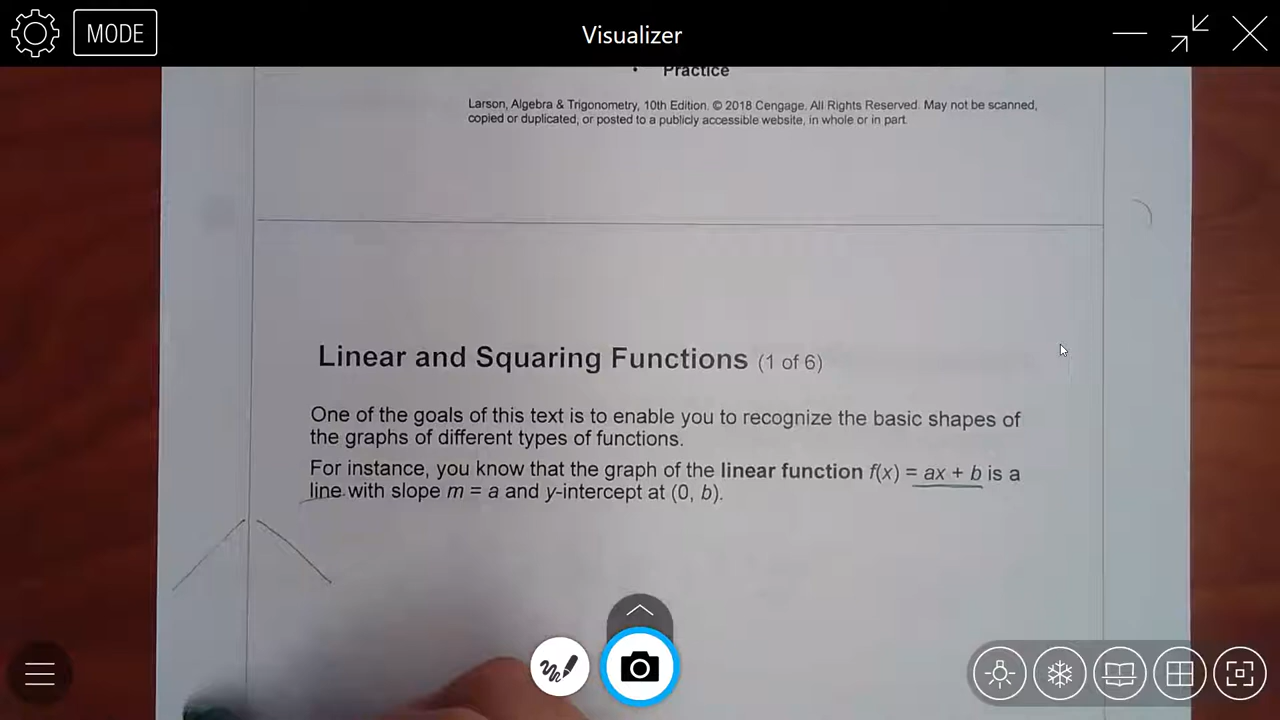 MODE
Visualizer
Practice
Larson, Algebra & Trigonometry, 10th Edition. © 2018 Cengage. All Rights Reserved. May not be scanned,
copied or duplicated, or posted to a publicly accessible website, in whole or in part.
Linear and Squaring Functions (1 of 6)
One of the goals of this text is to enable you to recognize the basic shapes of
the graphs of different types of functions.
For instance, you know that the graph of the linear function f(x) = ax + b is a
line with slope m = a and y-intercept at (0, b).